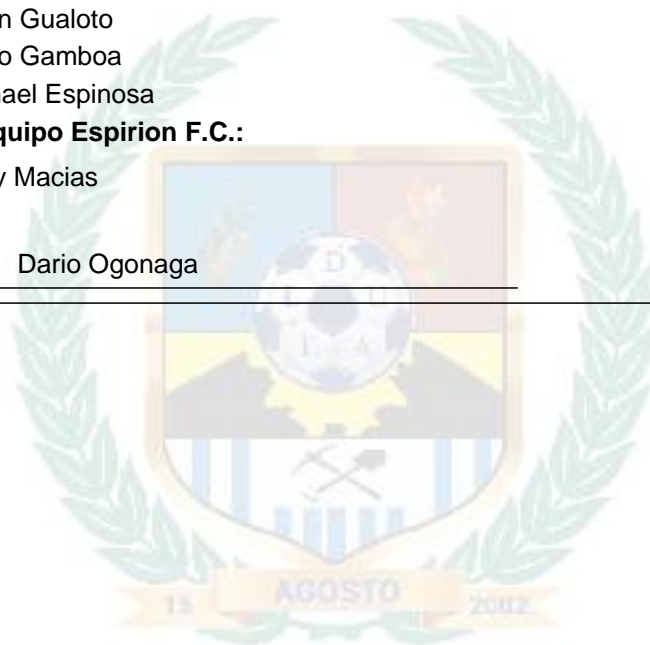 n Gualoto
o Gamboa
ael Espinosa
quipo Espirion F.C.:
y Macias
Dario Ogonaga
D
L U
L A
AGOSTO
15 2002